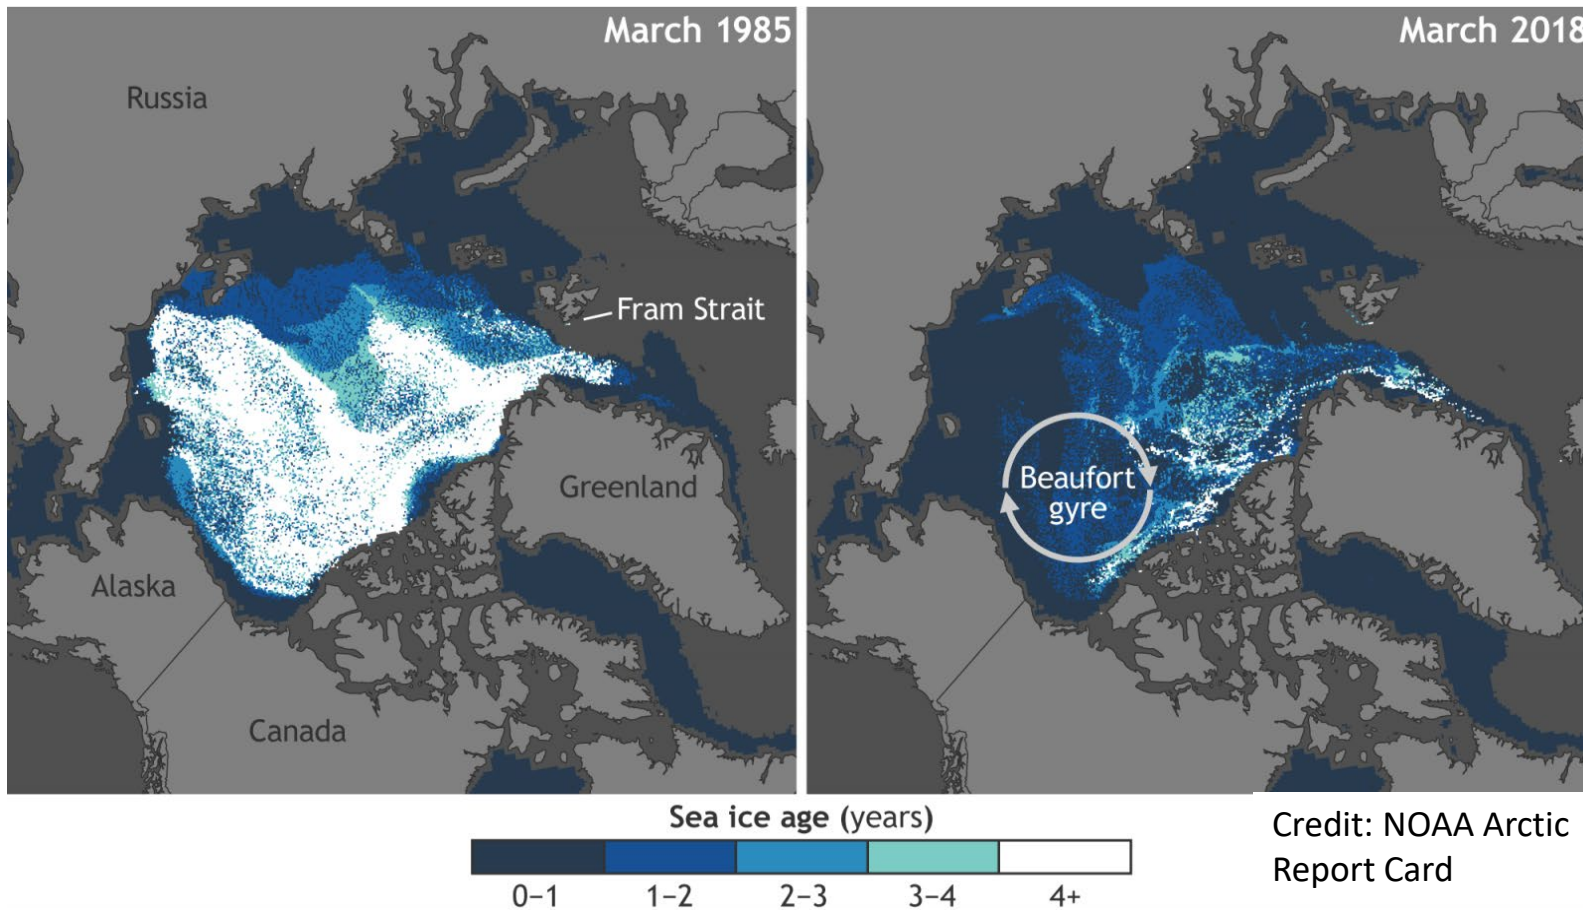 March 1985
March 2018
Russia
Fram Strait
Greenland
Beaufort
gyre
Alaska
Canada
Sea ice age (years)
0–1 1–2 2–3 3–4 4+
Credit: NOAA Arctic
Report Card